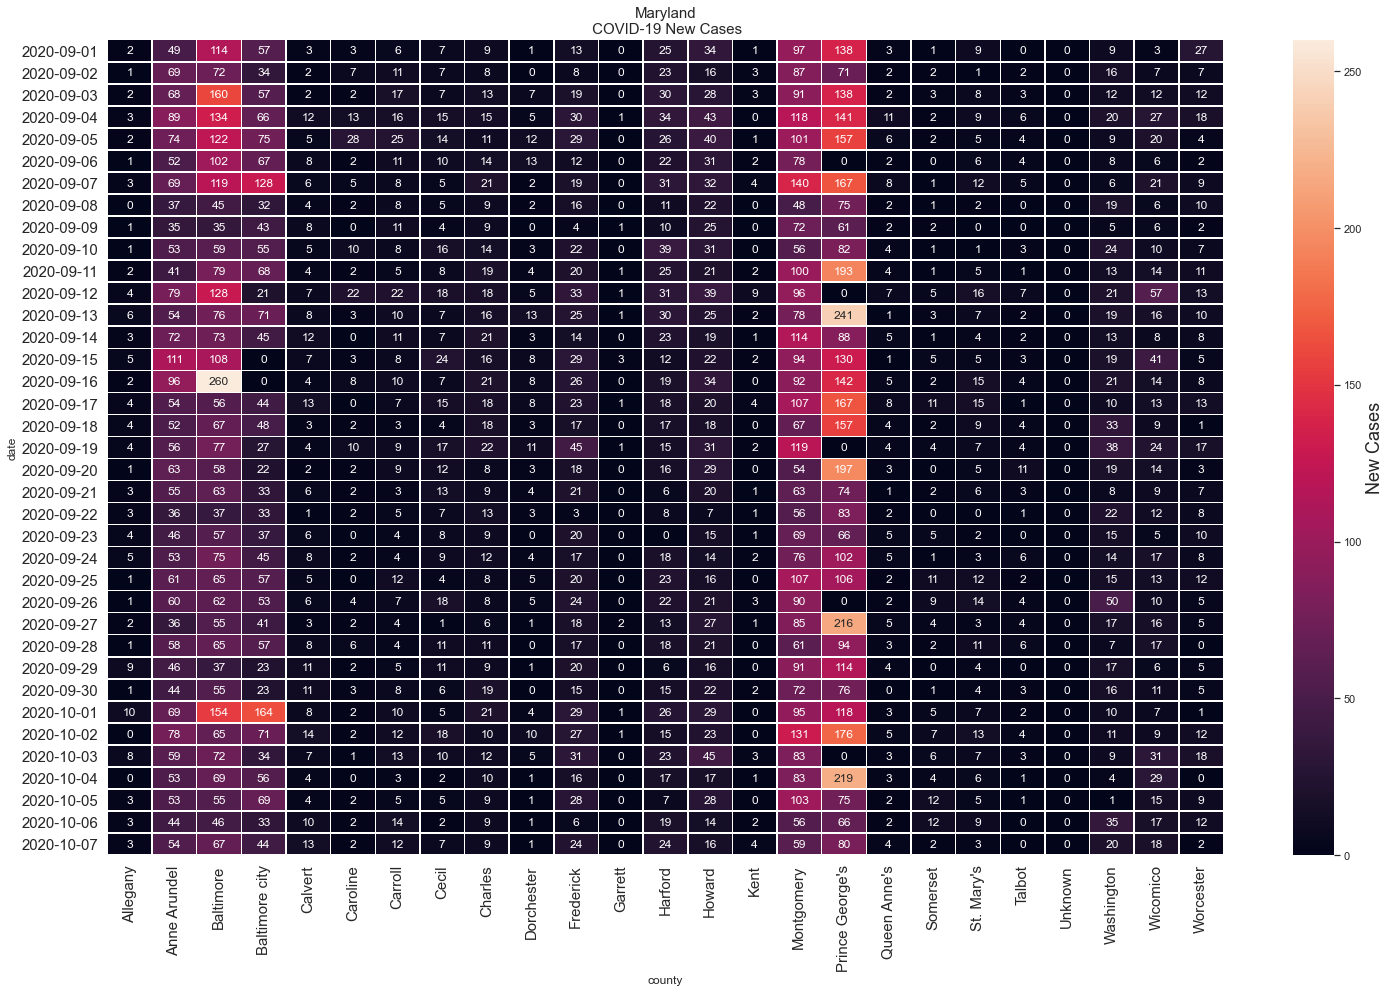 Maryland
COVID-19 New Cases
2020-09-01 2 49 114 57 3 3 6 7 9 1 13 0 25 34 1 97 138 3 1 9 0 0 9 3 27
2020-09-02 1 69 72 34 2 7 11 7 8 0 8 0 23 16 3 87 71 2 2 1 2 0 16 7 7
2020-09-03 2 68 160 57 2 2 17 7 13 7 19 0 30 28 3 91 138 2 3 8 3 0 12 12 12
2020-09-04 3 89 134 66 12 13 16 15 15 5 30 1 34 43 0 118 141 11 2 9 6 0 20 27 18
2020-09-05 2 74 122 75 5 28 25 14 11 12 29 0 26 40 1 101 157 6 2 5 4 0 9 20 4
2020-09-06 1 52 102 67 8 2 11 10 14 13 12 0 22 31 2 78 0 2 0 6 4 0 8 6 2
2020-09-07 3 69 119 128 6 5 8 5 21 2 19 0 31 32 4 140 167 8 1 12 5 0 6 21 9
2020-09-08 0 37 45 32 4 2 8 5 9 2 16 0 11 22 0 48 75 2 1 2 0 0 19 6 10
2020-09-09 1 35 35 43 8 0 11 4 9 0 4 1 10 25 0 72 61 2 2 0 0 0 5 6 2
2020-09-10 1 53 59 55 5 10 8 16 14 3 22 0 39 31 0 56 82 4 1 1 3 0 24 10 7
2020-09-11 2 41 79 68 4 2 5 8 19 4 20 1 25 21 2 100 193 4 1 5 1 0 13 14 11
2020-09-12 4 79 128 21 7 22 22 18 18 5 33 1 31 39 9 96 0 7 5 16 7 0 21 57 13
2020-09-13 6 54 76 71 8 3 10 7 16 13 25 1 30 25 2 78 241 1 3 7 2 0 19 16 10
2020-09-14 3 72 73 45 12 0 11 7 21 3 14 0 23 19 1 114 88 5 1 4 2 0 13 8 8
2020-09-15 5 111 108 0 7 3 8 24 16 8 29 3 12 22 2 94 130 1 5 5 3 0 19 41 5
2020-09-16 2 96 260 0 4 8 10 7 21 8 26 0 19 34 0 92 142 5 2 15 4 0 21 14 8
2020-09-17 4 54 56 44 13 0 7 15 18 8 23 1 18 20 4 107 167 8 11 15 1 0 10 13 13
2020-09-18 4 52 67 48 3 2 3 4 18 3 17 0 17 18 0 67 157 4 2 9 4 0 33 9 1
2020-09-19 4 56 77 27 4 10 9 17 22 11 45 1 15 31 2 119 0 4 4 7 4 0 38 24 17
2020-09-20 1 63 58 22 2 2 9 12 8 3 18 0 16 29 0 54 197 3 0 5 11 0 19 14 3
2020-09-21 3 55 63 33 6 2 3 13 9 4 21 0 6 20 1 63 74 1 2 6 3 0 8 9 7
2020-09-22 3 36 37 33 1 2 5 7 13 3 3 0 8 7 1 56 83 2 0 0 1 0 22 12 8
2020-09-23 4 46 57 37 6 0 4 8 9 0 20 0 0 15 1 69 66 5 5 2 0 0 15 5 10
2020-09-24 5 53 75 45 8 2 4 9 12 4 17 0 18 14 2 76 102 5 1 3 6 0 14 17 8
2020-09-25 1 61 65 57 5 0 12 4 8 5 20 0 23 16 0 107 106 2 11 12 2 0 15 13 12
2020-09-26 1 60 62 53 6 4 7 18 8 5 24 0 22 21 3 90 0 2 9 14 4 0 50 10 5
2020-09-27 2 36 55 41 3 2 4 1 6 1 18 2 13 27 1 85 216 5 4 3 4 0 17 16 5
2020-09-28 1 58 65 57 8 6 4 11 11 0 17 0 18 21 0 61 94 3 2 11 6 0 7 17 0
2020-09-29 9 46 37 23 11 2 5 11 9 1 20 0 6 16 0 91 114 4 0 4 0 0 17 6 5
2020-09-30 1 44 55 23 11 3 8 6 19 0 15 0 15 22 2 72 76 0 1 4 3 0 16 11 5
2020-10-01 10 69 154 164 8 2 10 5 21 4 29 1 26 29 0 95 118 3 5 7 2 0 10 7 1
2020-10-02 0 78 65 71 14 2 12 18 10 10 27 1 15 23 0 131 176 5 7 13 4 0 11 9 12
2020-10-03 8 59 72 34 7 1 13 10 12 5 31 0 23 45 3 83 0 3 6 7 3 0 9 31 18
2020-10-04 0 53 69 56 4 0 3 2 10 1 16 0 17 17 1 83 219 3 4 6 1 0 4 29 0
2020-10-05 3 53 55 69 4 2 5 5 9 1 28 0 7 28 0 103 75 2 12 5 1 0 1 15 9
2020-10-06 3 44 46 33 10 2 14 2 9 1 6 0 19 14 2 56 66 2 12 9 0 0 35 17 12
2020-10-07 3 54 67 44 13 2 12 7 9 1 24 0 24 16 4 59 80 4 2 3 0 0 20 18 2
date
Allegany Anne Arundel Baltimore Baltimore city Calvert Caroline Carroll Cecil Charles Dorchester Frederick Garrett Harford Howard Kent Montgomery Prince George's Queen Anne's Somerset St. Mary's Talbot Unknown Washington Wicomico Worcester
county
250
200
150
100
50
0
New Cases